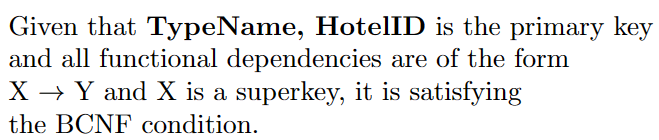 Given that TypeName, HotelID is the primary key
and all functional dependencies are of the form
X → Y and X is a superkey, it is satisfying
the BCNF condition.